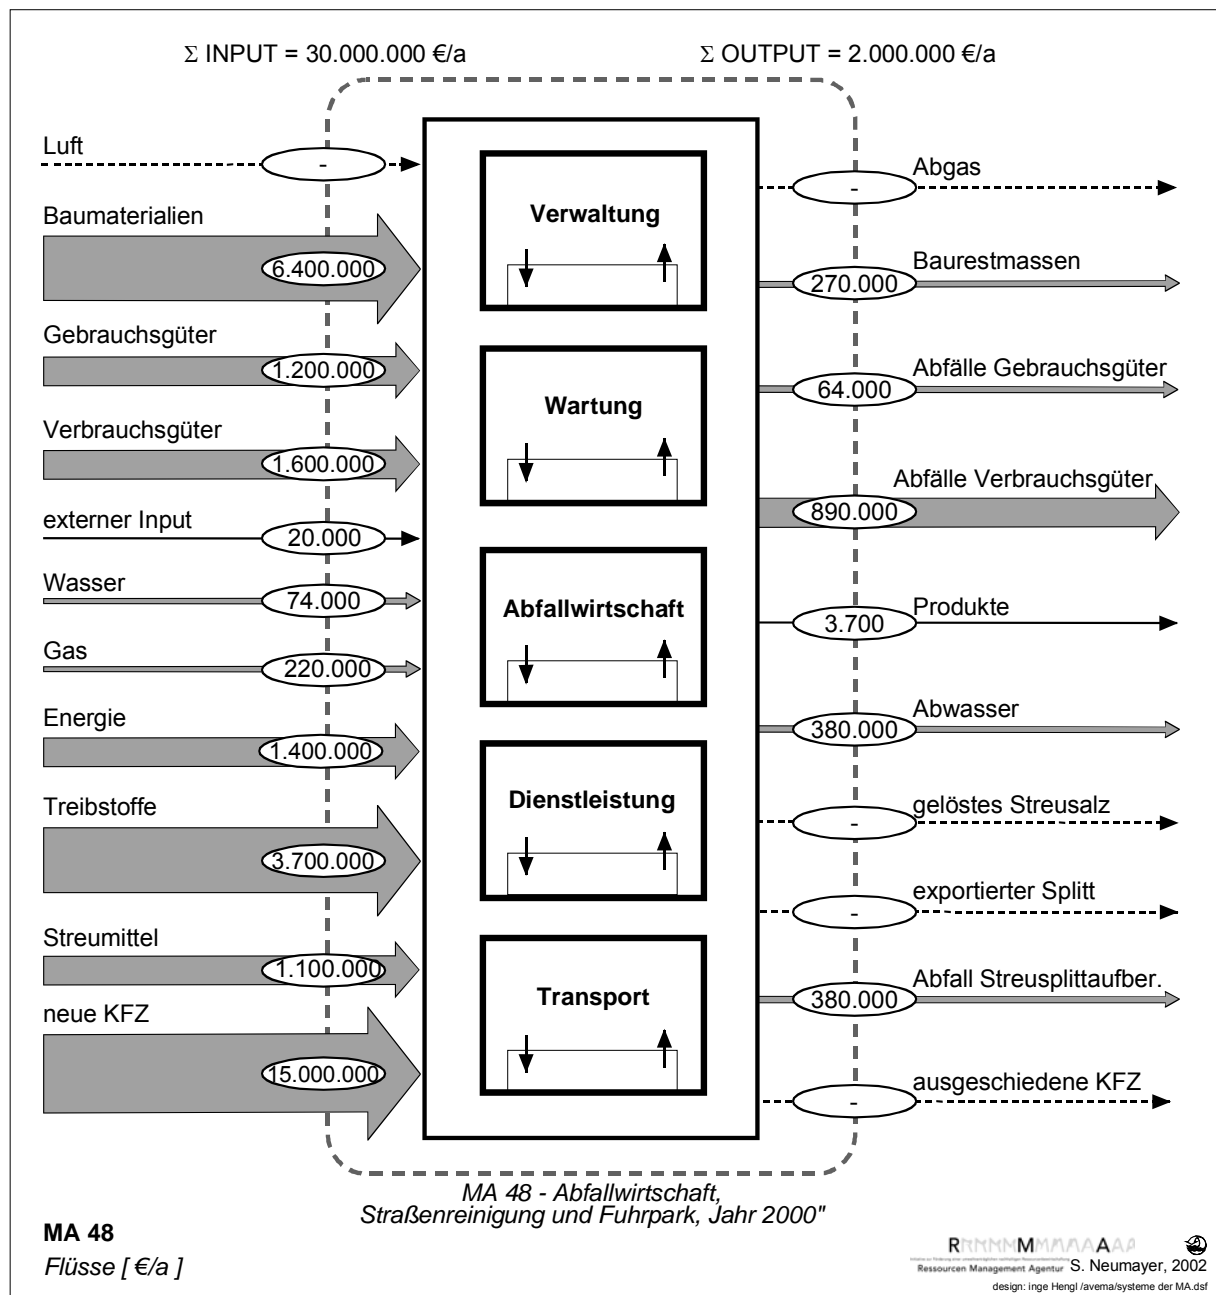 Σ INPUT = 30.000.000 €/a
Σ OUTPUT = 2.000.000 €/a
Luft
-
Baumaterialien
6.400.000
Gebrauchsgüter
1.200.000
Verbrauchsgüter
1.600.000
externer Input
20.000
Wasser
74.000
Gas
220.000
Energie
1.400.000
Treibstoffe
3.700.000
Streumittel
1.100.000
neue KFZ
15.000.000
Verwaltung
Wartung
Abfallwirtschaft
Dienstleistung
Transport
Abgas
-
Baurestmassen
270.000
Abfälle Gebrauchsgüter
64.000
Abfälle Verbrauchsgüter
890.000
Produkte
3.700
Abwasser
380.000
gelöstes Streusalz
-
exportierter Splitt
-
Abfall Streusplittaufber.
380.000
ausgeschiedene KFZ
-
MA 48 - Abfallwirtschaft,
Straßenreinigung und Fuhrpark, Jahr 2000"
MA 48
Flüsse [ €/a ]
Ressourcen Management Agentur
S. Neumayer, 2002
design: inge Hengl /avema/systeme der MA.dsf